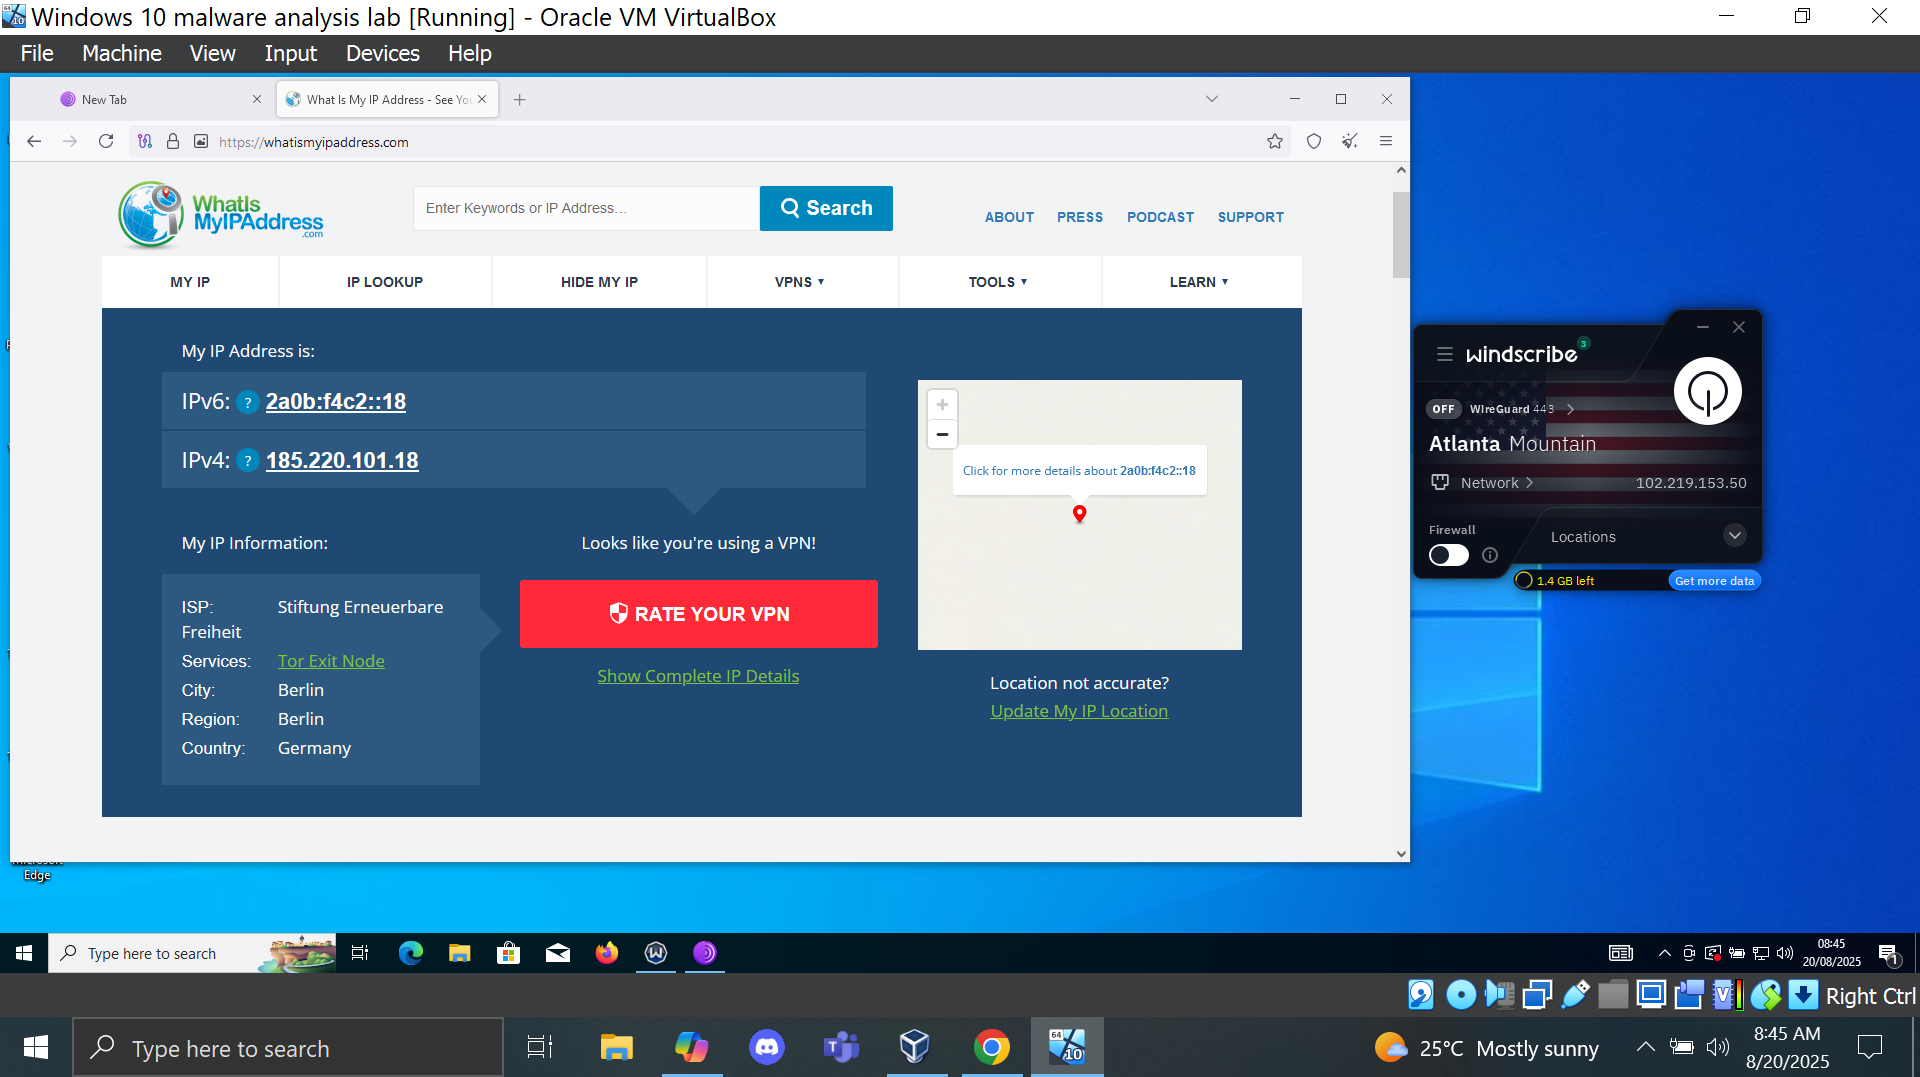 Windows 10 malware analysis lab [Running] - Oracle VM VirtualBox
File Machine View Input Devices Help
New Tab
What Is My IP Address - See You
https://whatismyipaddress.com
WhatIs
MyIPAddress
.com
Enter Keywords or IP Address...
Search
ABOUT PRESS PODCAST SUPPORT
MY IP IP LOOKUP HIDE MY IP VPNS TOOLS LEARN
My IP Address is:
IPv6: ? 2a0b:f4c2::18
IPv4: ? 185.220.101.18
My IP Information:
ISP: Stiftung Erneuerbare
Freiheit
Services: Tor Exit Node
City: Berlin
Region: Berlin
Country: Germany
Looks like you're using a VPN!
RATE YOUR VPN
Show Complete IP Details
+
−
Click for more details about 2a0b:f4c2::18
Location not accurate?
Update My IP Location
windscribe 3
OFF WireGuard 443
Atlanta Mountain
Network 102.219.153.50
Firewall
Locations
1.4 GB left
Get more data
Edge
Type here to search
08:45
20/08/2025
1
Right Ctrl
Type here to search
64
10
25°C Mostly sunny
8:45 AM
8/20/2025